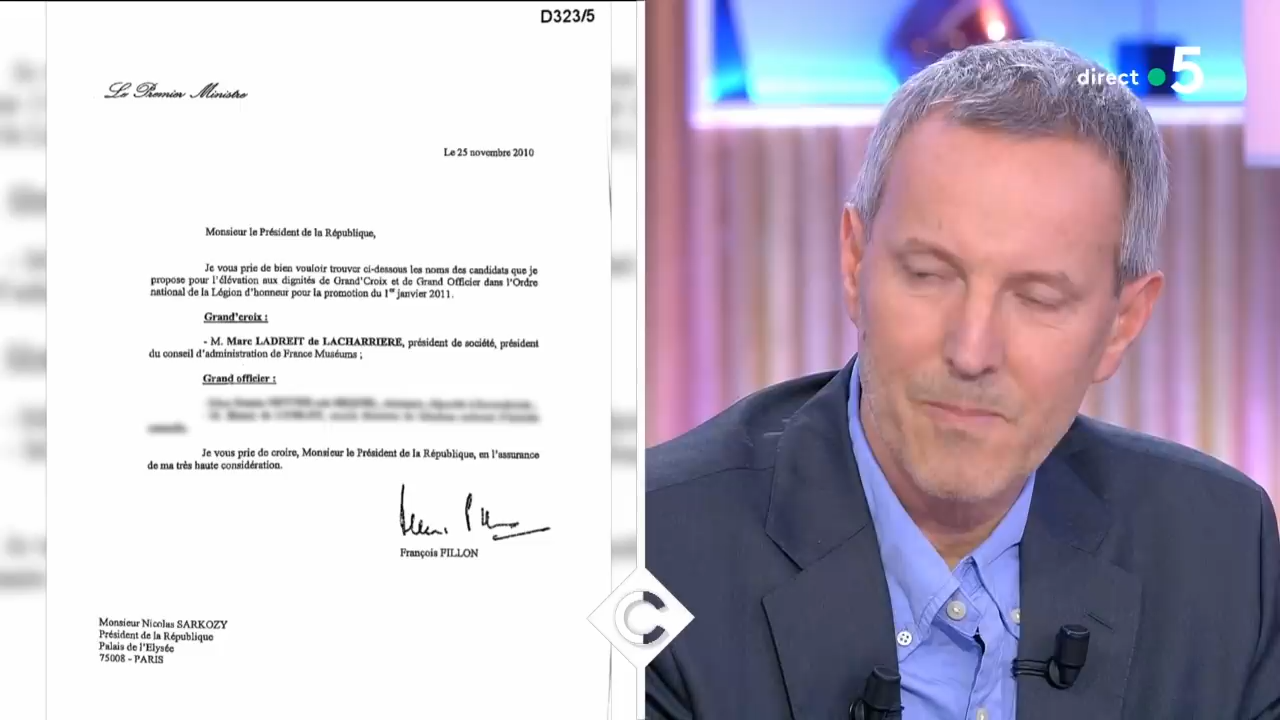 D323/5
Le Premier Ministre
Le 25 novembre 2010
Monsieur le Président de la République,
Je vous prie de bien vouloir trouver ci-dessous les noms des candidats que je
propose pour l'élévation aux dignités de Grand'Croix et de Grand Officier dans l'Ordre
national de la Légion d'honneur pour la promotion du 1er janvier 2011.
Grand'croix :
- M. Marc LADREIT de LACHARRIERE, président de société, président
du conseil d'administration de France Muséums ;
Grand officier :
Je vous prie de croire, Monsieur le Président de la République, en l'assurance
de ma très haute considération.
François FILLON
Monsieur Nicolas SARKOZY
Président de la République
Palais de l'Elysée
75008 - PARIS
direct 5
C